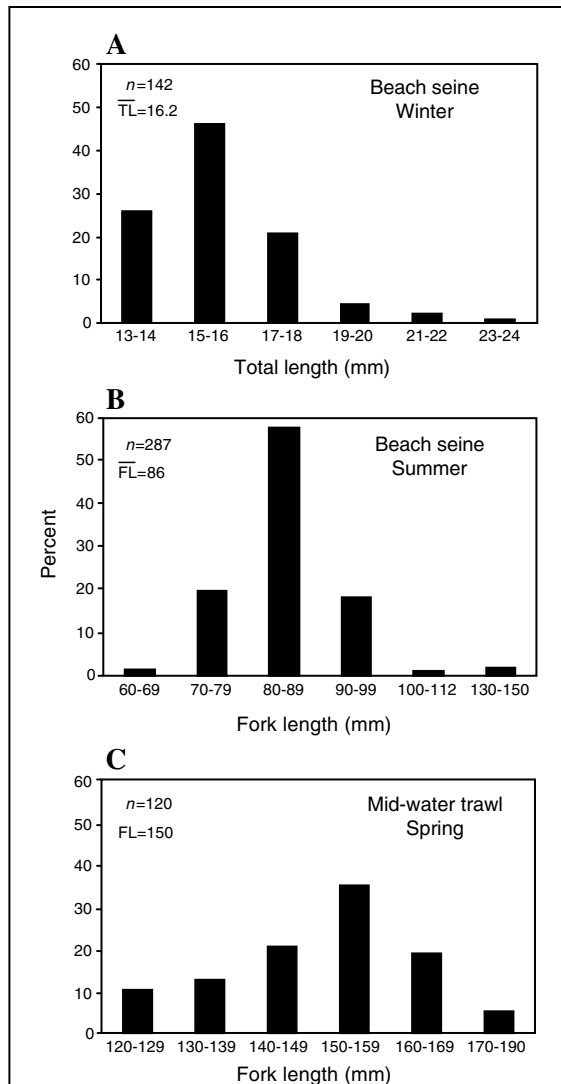 A
n=142
TL=16.2
Beach seine
Winter
60
50
40
30
20
10
0
13-14 15-16 17-18 19-20 21-22 23-24
Total length (mm)
B
n=287
FL=86
Beach seine
Summer
Percent
60
50
40
30
20
10
0
60-69 70-79 80-89 90-99 100-112 130-150
Fork length (mm)
C
n=120
FL=150
Mid-water trawl
Spring
60
50
40
30
20
10
0
120-129 130-139 140-149 150-159 160-169 170-190
Fork length (mm)